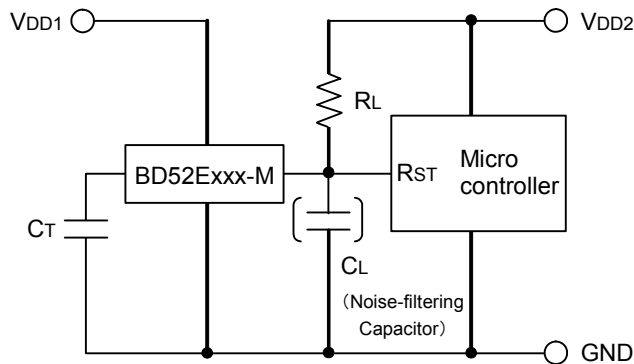 VDD1
VDD2
RL
BD52Exxx-M
RST
Micro
controller
CT
CL
（Noise-filtering
Capacitor）
GND